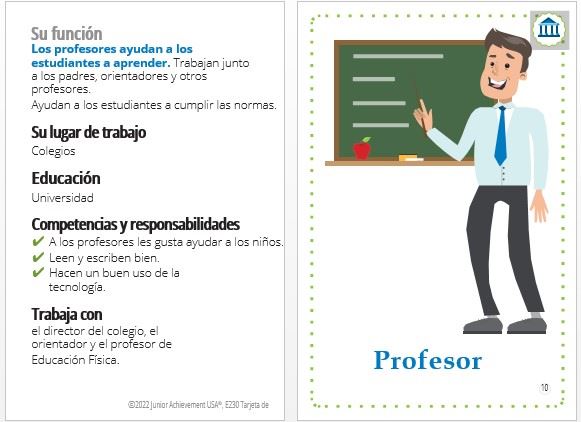 Su función
Los profesores ayudan a los
estudiantes a aprender. Trabajan junto
a los padres, orientadores y otros
profesores.
Ayudan a los estudiantes a cumplir las normas.
Su lugar de trabajo
Colegios
Educación
Universidad
Competencias y responsabilidades
✔ A los profesores les gusta ayudar a los niños.
✔ Leen y escriben bien.
✔ Hacen un buen uso de la
tecnología.
Trabaja con
el director del colegio, el
orientador y el profesor de
Educación Física.
©2022 Junior Achievement USA®, E230 Tarjeta de
Profesor
10